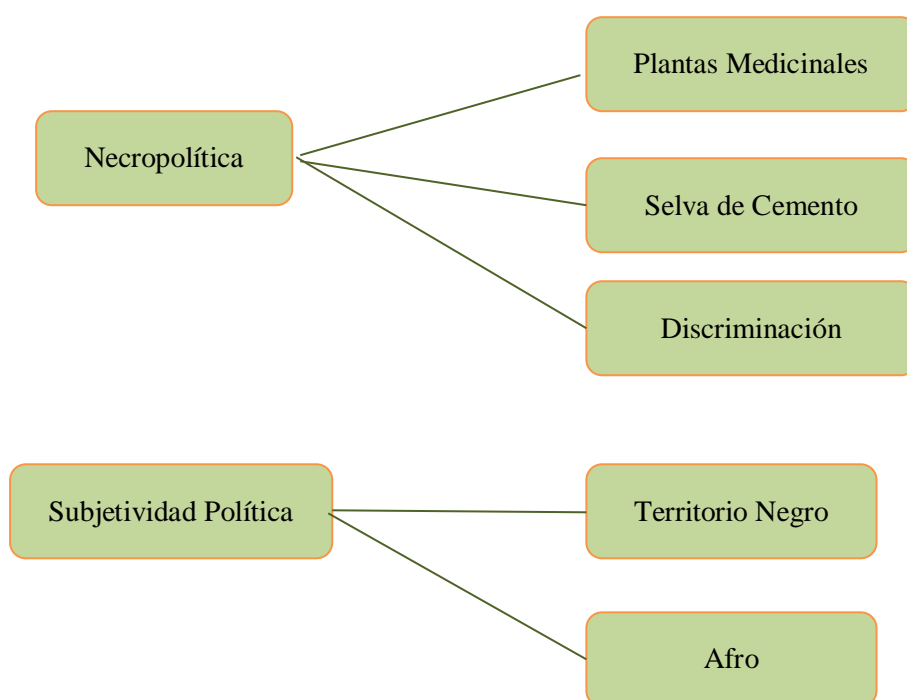 Plantas Medicinales
Necropolítica
Selva de Cemento
Discriminación
Subjetividad Política
Territorio Negro
Afro